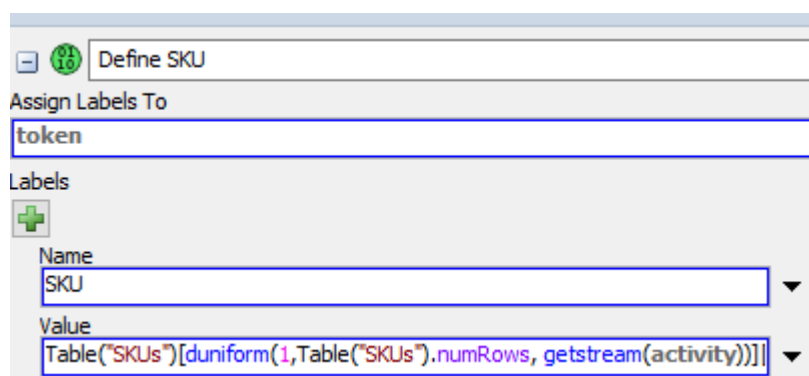 Define SKU
Assign Labels To
token
Labels
Name
SKU
Value
Table("SKUs")[duniform(1,Table("SKUs").numRows, getstream(activity))]